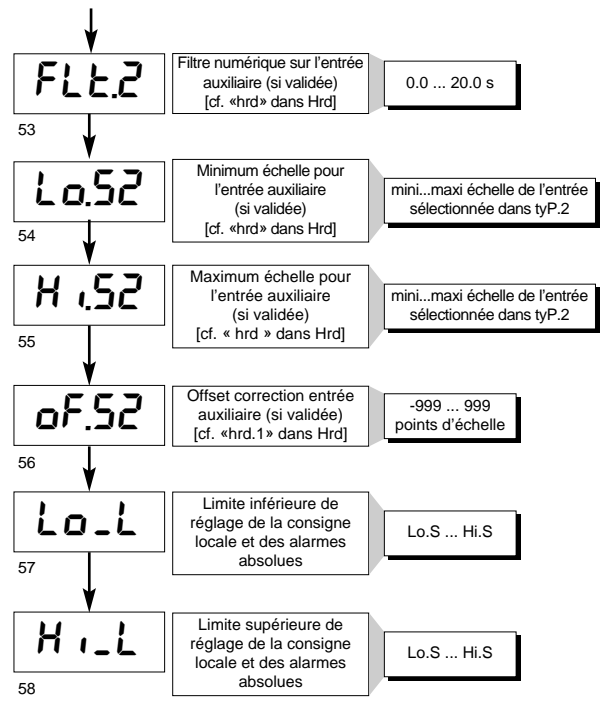 FLt.2
Filtre numérique sur l'entrée
auxiliaire (si validée)
[cf. «hrd» dans Hrd]
0.0 ... 20.0 s
53
Lo.S2
Minimum échelle pour
l'entrée auxiliaire
(si validée)
[cf. «hrd» dans Hrd]
mini...maxi échelle de l'entrée
sélectionnée dans tyP.2
54
Hi.S2
Maximum échelle pour
l'entrée auxiliaire
(si validée)
[cf. « hrd » dans Hrd]
mini...maxi échelle de l'entrée
sélectionnée dans tyP.2
55
oF.S2
Offset correction entrée
auxiliaire (si validée)
[cf. «hrd.1» dans Hrd]
-999 ... 999
points d'échelle
56
Lo_L
Limite inférieure de
réglage de la consigne
locale et des alarmes
absolues
Lo.S ... Hi.S
57
Hi_L
Limite supérieure de
réglage de la consigne
locale et des alarmes
absolues
Lo.S ... Hi.S
58